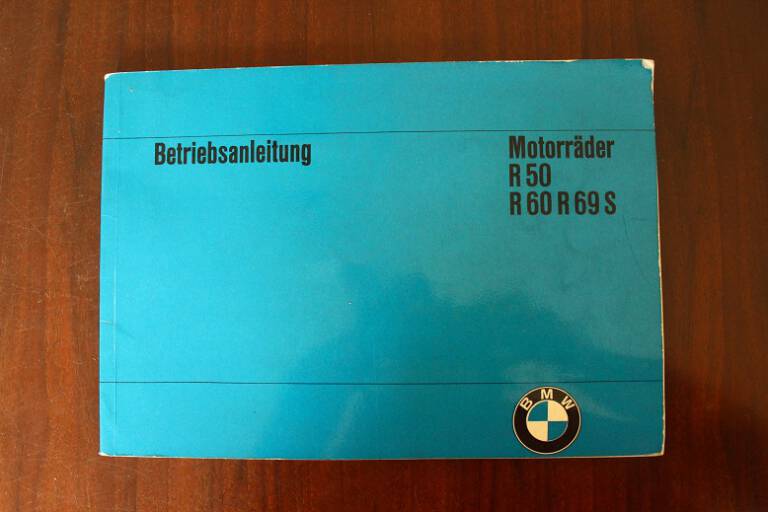 Betriebsanleitung
Motorräder
R 50
R 60 R 69 S
BMW